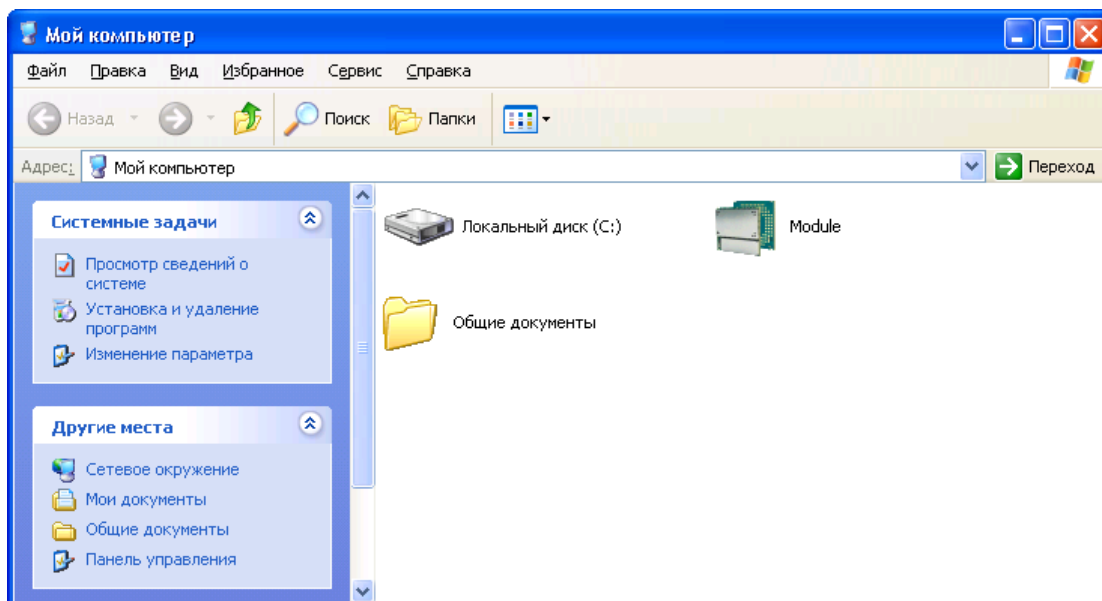 Мой компьютер
Файл Правка Вид Избранное Сервис Справка
Назад Поиск Папки
Адрес: Мой компьютер Переход
Системные задачи
Просмотр сведений о
системе
Установка и удаление
программ
Изменение параметра
Другие места
Сетевое окружение
Мои документы
Общие документы
Панель управления
Локальный диск (C:) Module
Общие документы